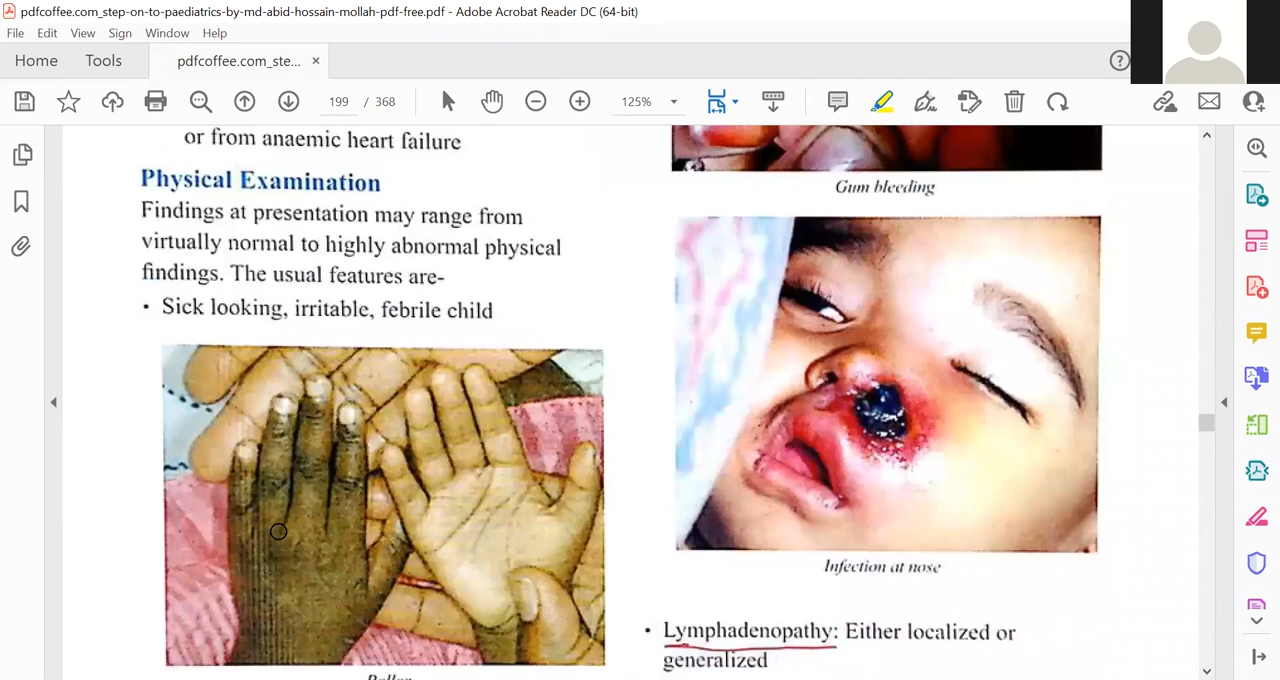 pdfcoffee.com_step-on-to-paediatrics-by-md-abid-hossain-mollah-pdf-free.pdf - Adobe Acrobat Reader DC (64-bit)
File Edit View Sign Window Help
Home Tools pdfcoffee.com_ste... ×
199 / 368 125%
or from anaemic heart failure
Physical Examination
Findings at presentation may range from
virtually normal to highly abnormal physical
findings. The usual features are-
• Sick looking, irritable, febrile child
Pallor
Gum bleeding
Infection at nose
• Lymphadenopathy: Either localized or
generalized